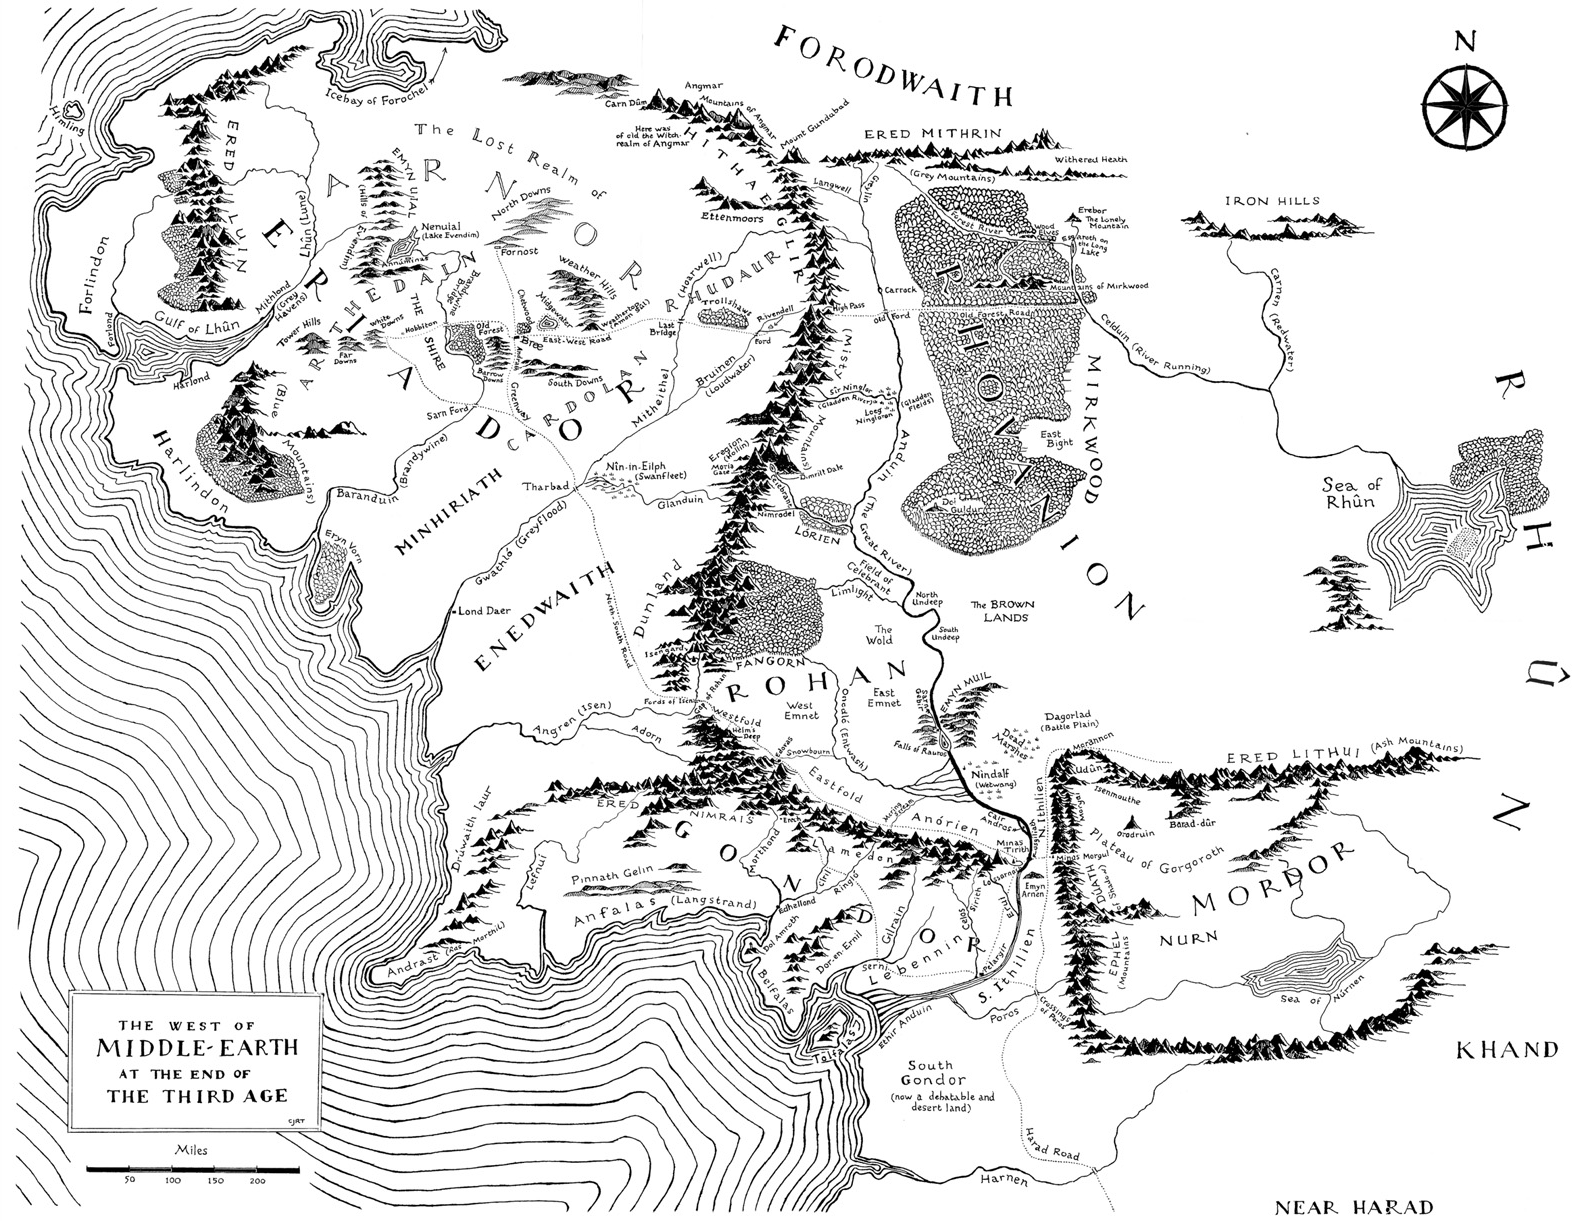 FORODWAITH
N
Icebay of Forochel
Himling
Angmar
Carn Dûm
Mountains of Angmar
Here was
of old the Witch-
realm of Angmar
Mount Gundabad
ERED MITHRIN
(Grey Mountains)
Withered Heath
The Lost Realm of
ARNOR
ERIADOR
ERED LUIN
(Blue Mountains)
EMYN UIAL
(Hills of Evendim)
Nenuial
(Lake Evendim)
Annúminas
North Downs
Fornost
HITHAEGLIR
(Misty Mountains)
Ettenmoors
Langwell
Greylin
Forest River
Wood
Elves
Erebor
The Lonely
Mountain
Esgaroth on
the Long
Lake
IRON HILLS
Mountains of Mirkwood
Carnen (Redwater)
Celduin (River Running)
Forlindon
Lhûn (Lune)
Mithlond
(Grey
Havens)
Gulf of Lhûn
Forlond
Harlond
Harlindon
Tower Hills
Far
Downs
White
Downs
ARTHEDAIN
Hobbiton
THE
SHIRE
Brandywine
Bridge
Old
Forest
Bree
Chetwood
Midgewater
Weather Hills
Weathertop
(Amon Sûl)
East-West Road
Barrow
Downs
South Downs
Greenway
Sarn Ford
CARDOLAN
RHUDAUR
(Hoarwell)
Mitheithel
Last
Bridge
Trollshaws
Rivendell
Ford
Bruinen
(Loudwater)
High Pass
Carrock
Old Ford
Old Forest Road
RHOVANION
MIRKWOOD
East
Bight
Dol
Guldur
Sir Ninglor
(Gladden River)
Loeg
Ningloron
(Gladden
Fields)
Anduin (The Great River)
Eregion
(Hollin)
Moria
Gate
Dimrill Dale
Celebrant
Nimrodel
LÓRIEN
Baranduin (Brandywine)
Eryn Vorn
MINHIRIATH
Tharbad
Nîn-in-Eilph
(Swanfleet)
Glanduin
Gwathló (Greyflood)
Lond Daer
ENEDWAITH
North-South Road
Dunland
Field of
Celebrant
Limlight
North
Undeep
South
Undeep
The BROWN
LANDS
The
Wold
FANGORN
Isengard
Gap of Rohan
Fords of Isen
ROHAN
West
Emnet
East
Emnet
Onodló (Entwash)
Sarn
Gebir
EMYN MUIL
Falls of Rauros
Sea of
Rhûn
RHÛN
Angren (Isen)
Adorn
Westfold
Helm's
Deep
Edoras
Snowbourn
Eastfold
Dead
Marshes
Nindalf
(Wetwang)
Dagorlad
(Battle Plain)
Morannon
Udûn
Isenmouthe
ERED LITHUI (Ash Mountains)
Orodruin
Barad-dûr
Plateau of Gorgoroth
MORDOR
NURN
Sea of Núrnen
N. Ithilien
Cair
Andros
Minas
Tirith
Minas Morgul
Emyn
Arnen
EPHEL DÚATH
(Mountains of Shadow)
Anórien
Lossarnach
ERED NIMRAIS
Erech
Drúwaith Iaur
Lefnui
Pinnath Gelin
Anfalas (Langstrand)
Andrast (Ras Morthil)
Morthond
Lamedon
Ciril
Ringló
Edhellond
Dol Amroth
Belfalas
Dor-en-Ernil
GONDOR
Gilrain
Serni
Celos
Sirith
Erui
Lebennin
Pelargir
S. Ithilien
Ethir Anduin
Tolfalas
Poros
Crossings
of Poros
South
Gondor
(now a debatable and
desert land)
Harad Road
Harnen
KHAND
NEAR HARAD
THE WEST OF
MIDDLE-EARTH
AT THE END OF
THE THIRD AGE
CJRT
Miles
50 100 150 200